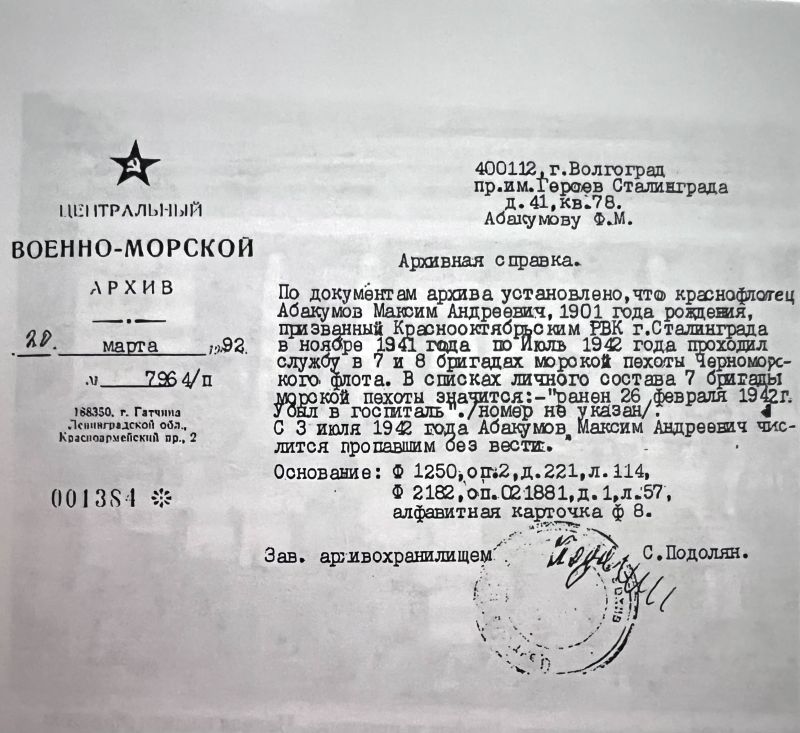 ЦЕНТРАЛЬНЫЙ
ВОЕННО-МОРСКОЙ
АРХИВ
20 марта 1992.
№ 7964/п
188350, г. Гатчина
Ленинградской обл.,
Красноармейский пр., 2
001384 ✻
400112, г.Волгоград
пр.им.Героев Сталинграда
д.41,кв.78.
Абакумову Ф.М.
Архивная справка.
По документам архива установлено,что краснофлотец
Абакумов Максим Андреевич, 1901 года рождения,
призванный Краснооктябрьским РВК г.Сталинграда
в ноябре 1941 года по Июль 1942 года проходил
службу в 7 и 8 бригадах морской пехоты Черноморс-
кого флота. В списках личного состава 7 бригады
морской пехоты значится:-"ранен 26 февраля 1942г.
Убыл в госпиталь"./номер не указан/.
С 3 июля 1942 года Абакумов Максим Андреевич чис-
лится пропавшим без вести.
Основание: Ф 1250,оп.2,д.221,л.114,
Ф 2182,оп.021881,д.1,л.57,
алфавитная карточка ф 8.
Зав. архивохранилищем С.Подолян.